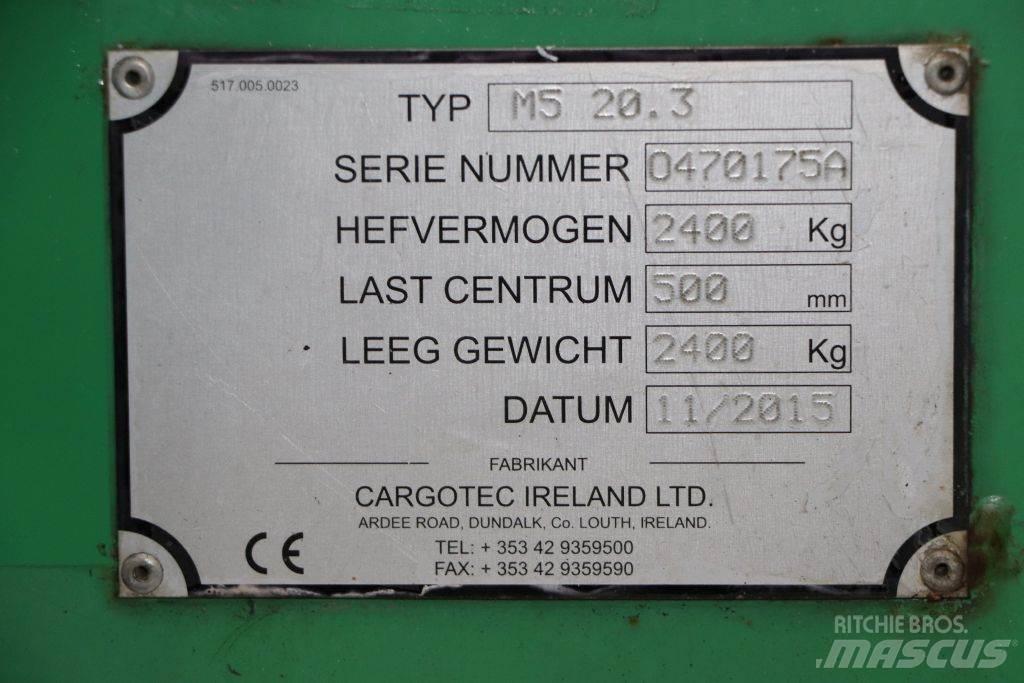 517.005.0023
TYP M5 20.3
SERIE NUMMER 0470175A
HEFVERMOGEN 2400 Kg
LAST CENTRUM 500 mm
LEEG GEWICHT 2400 Kg
DATUM 11/2015
FABRIKANT
CARGOTEC IRELAND LTD.
ARDEE ROAD, DUNDALK, Co. LOUTH, IRELAND.
CE
TEL: + 353 42 9359500
FAX: + 353 42 9359590
RITCHIE BROS.
MASCUS